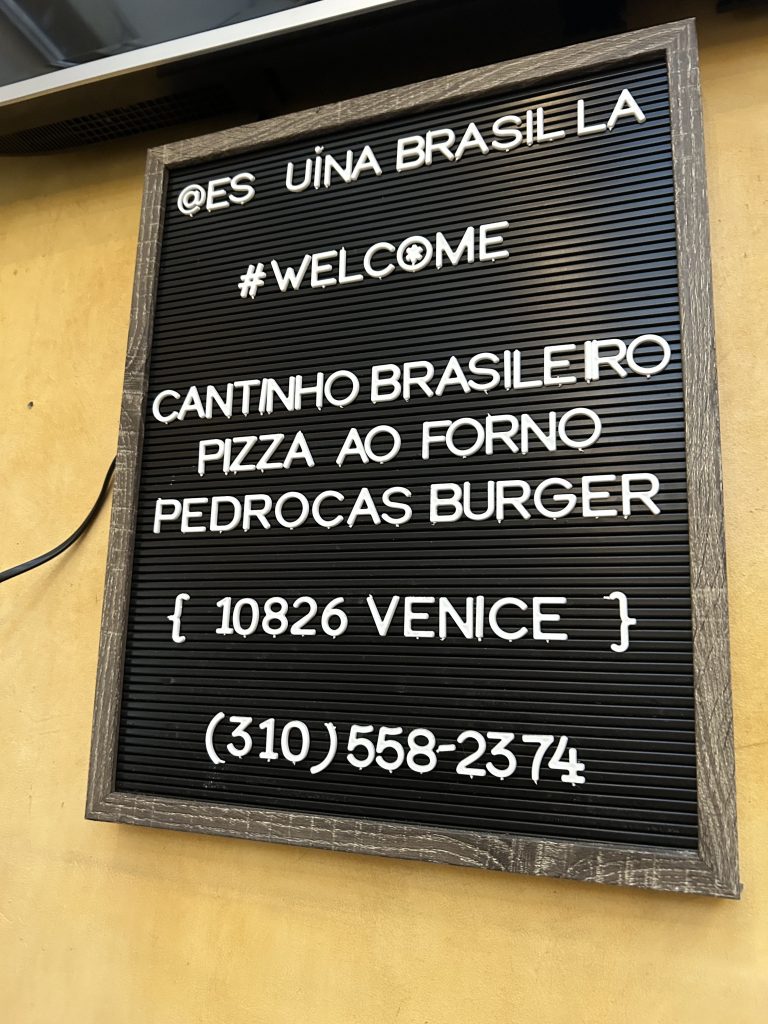 @ES UINA BRASIL LA
#WELCOME
CANTINHO BRASILEIRO
PIZZA AO FORNO
PEDROCAS BURGER
{ 10826 VENICE }
(310)558-2374